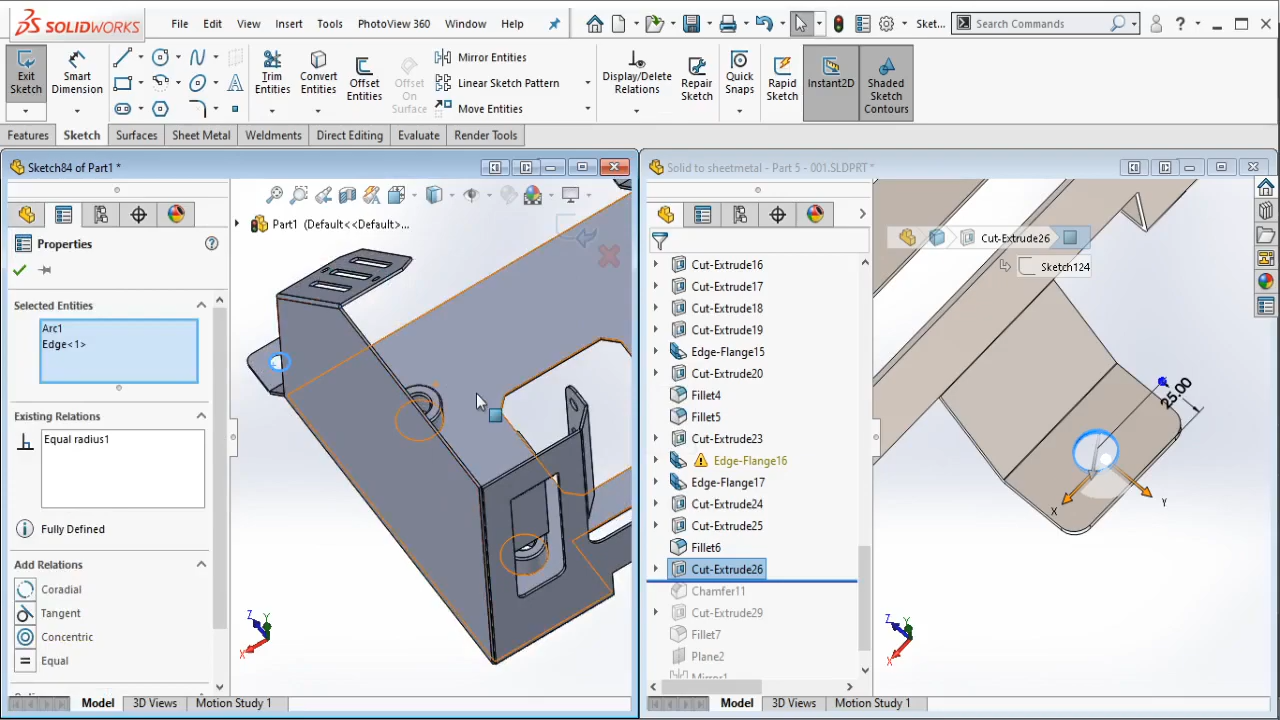 SOLIDWORKS
File
Edit
View
Insert
Tools
PhotoView 360
Window
Help
Sket...
Search Commands
?
Exit Sketch
Smart Dimension
Trim Entities
Convert Entities
Offset Entities
Offset On Surface
Mirror Entities
Linear Sketch Pattern
Move Entities
Display/Delete Relations
Repair Sketch
Quick Snaps
Rapid Sketch
Instant2D
Shaded Sketch Contours
Features
Sketch
Surfaces
Sheet Metal
Weldments
Direct Editing
Evaluate
Render Tools
Sketch84 of Part1 *
Solid to sheetmetal - Part 5 - 001.SLDPRT *
Properties
Selected Entities
Arc1
Edge<1>
Existing Relations
Equal radius1
Fully Defined
Add Relations
Coradial
Tangent
Concentric
Equal
Part1 (Default<<Default>...
Z
Y
X
Model
3D Views
Motion Study 1
Cut-Extrude16
Cut-Extrude17
Cut-Extrude18
Cut-Extrude19
Edge-Flange15
Cut-Extrude20
Fillet4
Fillet5
Cut-Extrude23
Edge-Flange16
Edge-Flange17
Cut-Extrude24
Cut-Extrude25
Fillet6
Cut-Extrude26
Chamfer11
Cut-Extrude29
Fillet7
Plane2
Mirror1
Cut-Extrude26
Sketch124
25.00
X
Y
Z
Y
X
Model
3D Views
Motion Study 1